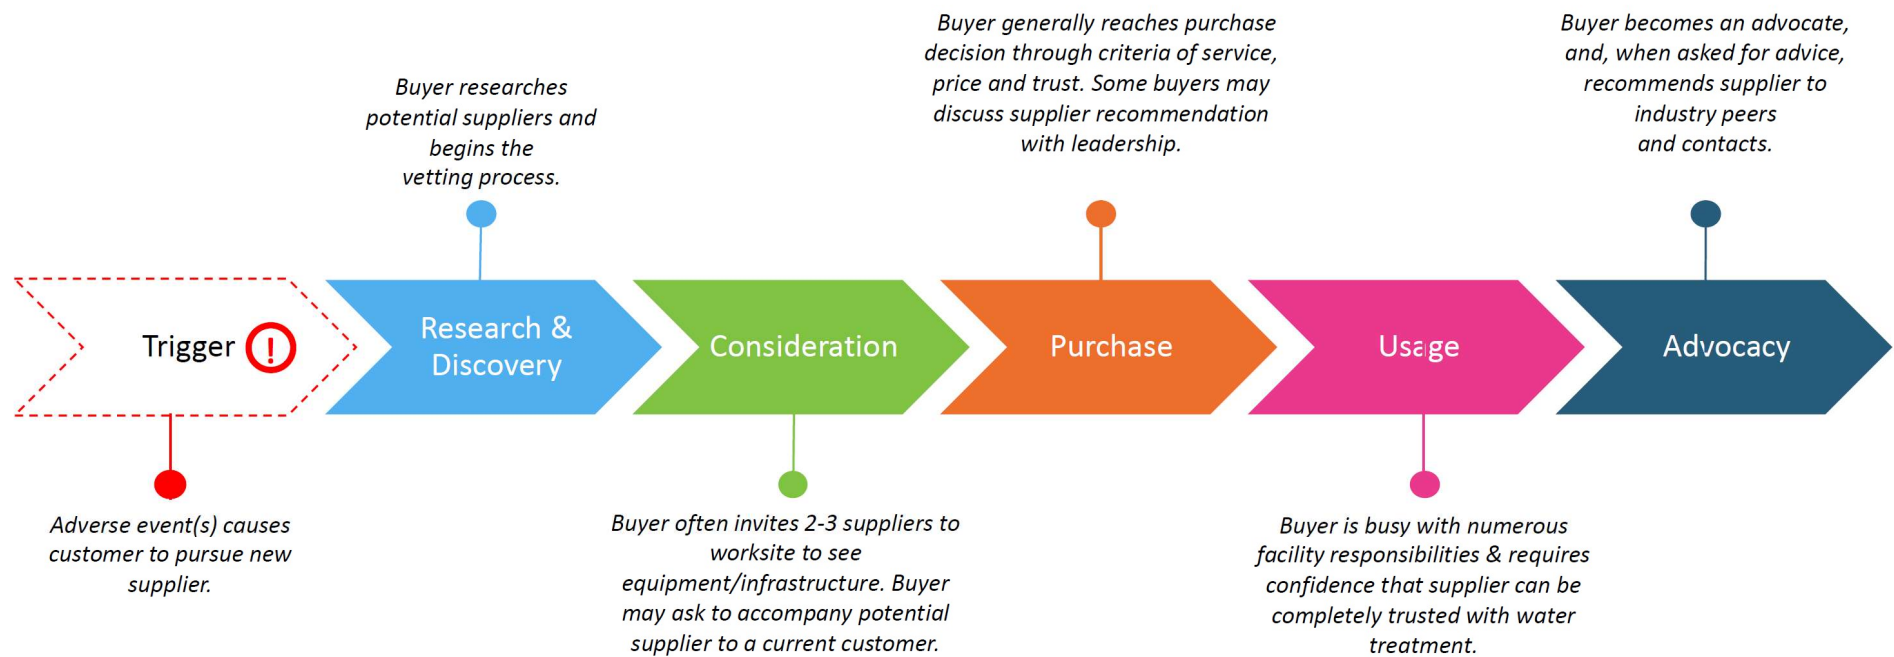 Buyer researches
potential suppliers and
begins the
vetting process.
Buyer generally reaches purchase
decision through criteria of service,
price and trust. Some buyers may
discuss supplier recommendation
with leadership.
Buyer becomes an advocate,
and, when asked for advice,
recommends supplier to
industry peers
and contacts.
Trigger !
Research &
Discovery
Consideration
Purchase
Usage
Advocacy
Adverse event(s) causes
customer to pursue new
supplier.
Buyer often invites 2-3 suppliers to
worksite to see
equipment/infrastructure. Buyer
may ask to accompany potential
supplier to a current customer.
Buyer is busy with numerous
facility responsibilities & requires
confidence that supplier can be
completely trusted with water
treatment.